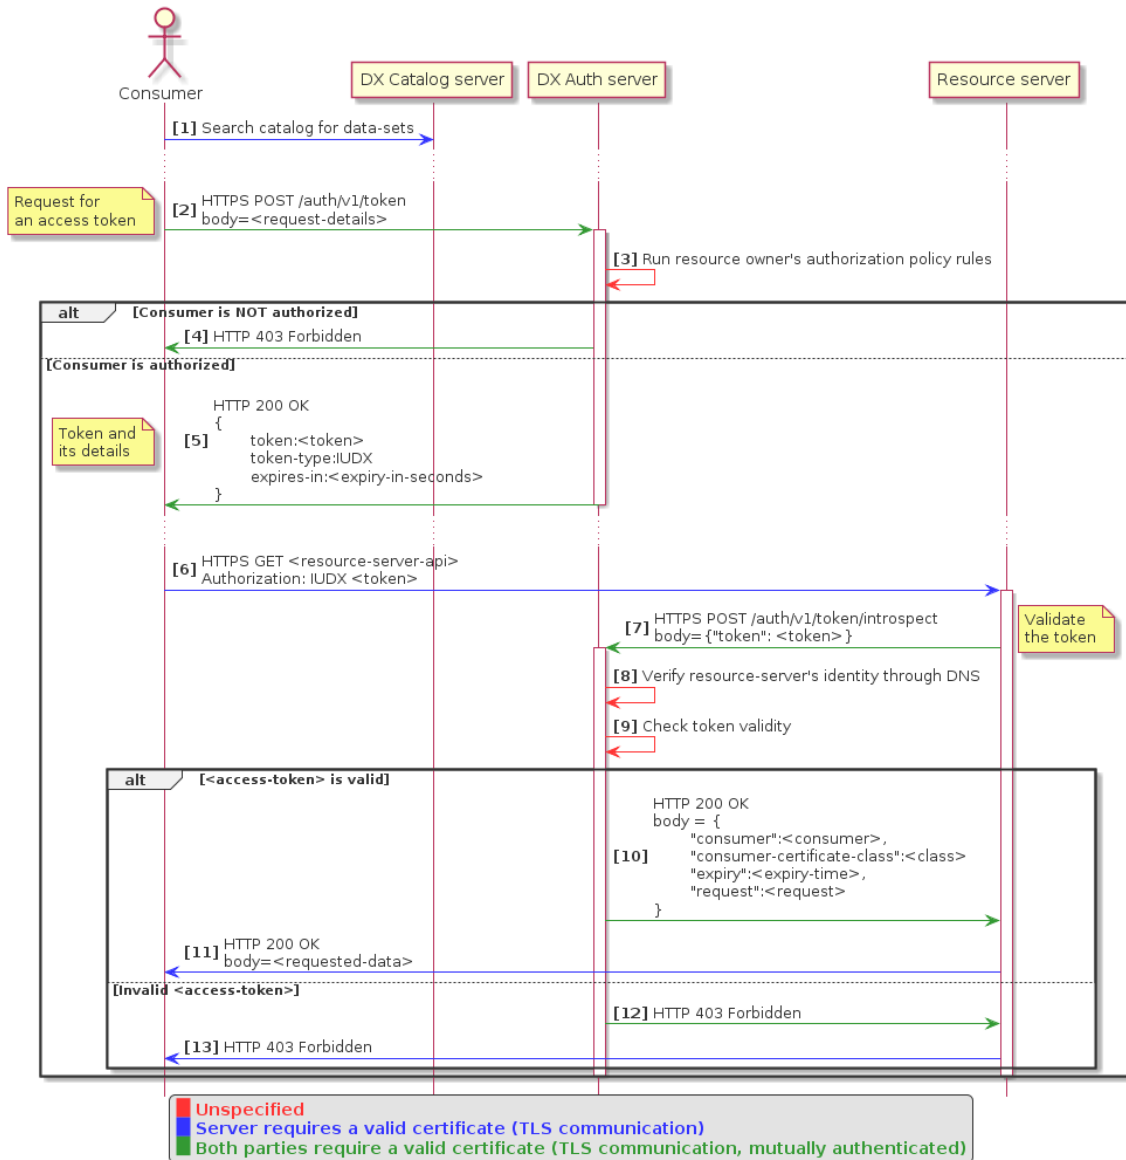 Consumer
DX Catalog server
DX Auth server
Resource server
[1] Search catalog for data-sets
Request for
an access token
[2] HTTPS POST /auth/v1/token
body=<request-details>
[3] Run resource owner's authorization policy rules
alt [Consumer is NOT authorized]
[4] HTTP 403 Forbidden
[Consumer is authorized]
Token and
its details
[5] HTTP 200 OK
{
token:<token>
token-type:IUDX
expires-in:<expiry-in-seconds>
}
[6] HTTPS GET <resource-server-api>
Authorization: IUDX <token>
Validate
the token
[7] HTTPS POST /auth/v1/token/introspect
body= {"token": <token> }
[8] Verify resource-server's identity through DNS
[9] Check token validity
alt [<access-token> is valid]
[10] HTTP 200 OK
body = {
"consumer":<consumer>,
"consumer-certificate-class":<class>
"expiry":<expiry-time>,
"request":<request>
}
[11] HTTP 200 OK
body=<requested-data>
[Invalid <access-token>]
[12] HTTP 403 Forbidden
[13] HTTP 403 Forbidden
Unspecified
Server requires a valid certificate (TLS communication)
Both parties require a valid certificate (TLS communication, mutually authenticated)